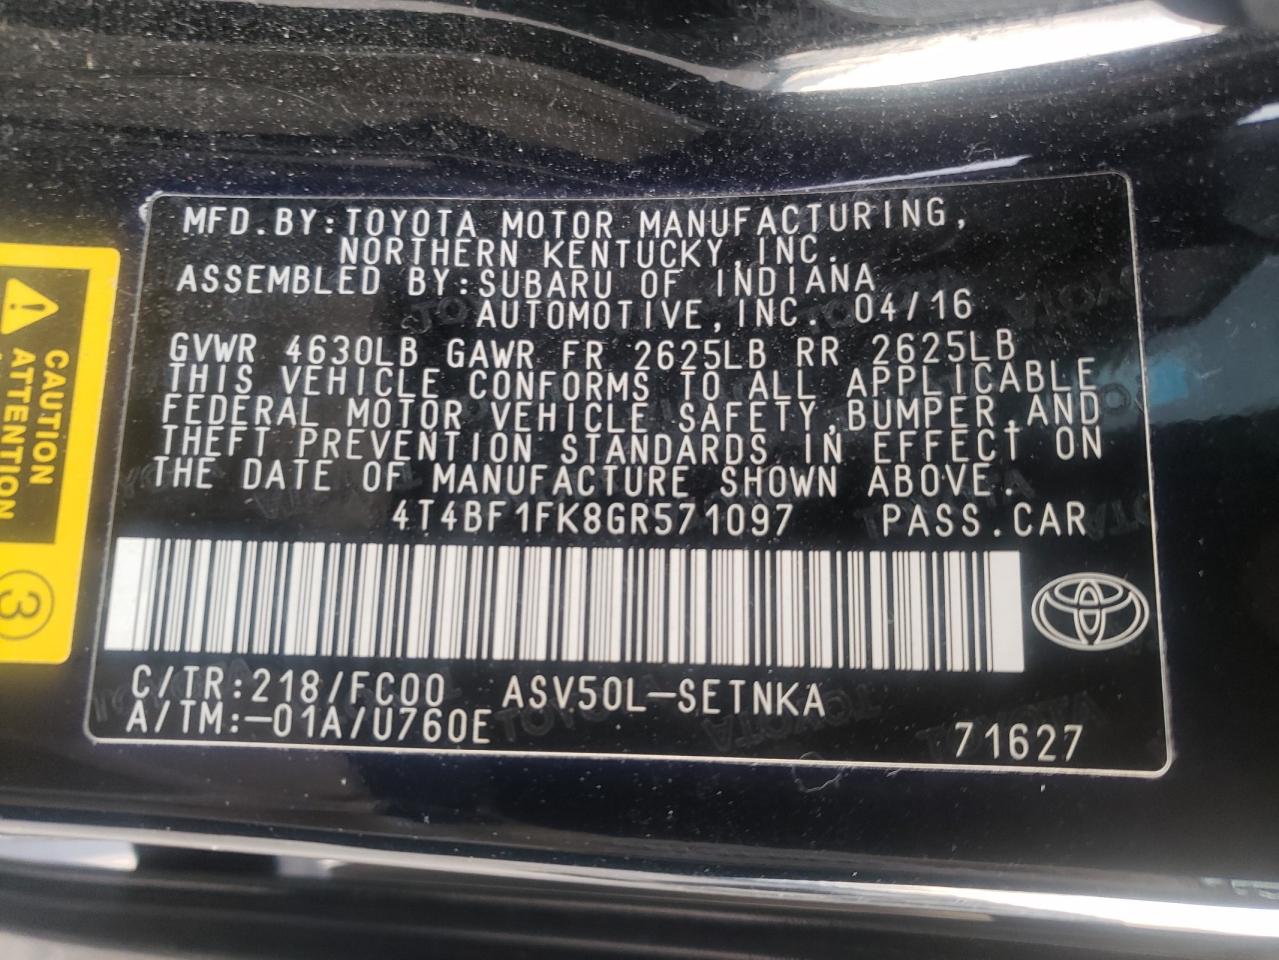 MFD.BY:TOYOTA MOTOR MANUFACTURING,
NORTHERN KENTUCKY,INC.
ASSEMBLED BY:SUBARU OF INDIANA
AUTOMOTIVE,INC. 04/16
GVWR 4630LB GAWR FR 2625LB RR 2625LB
THIS VEHICLE CONFORMS TO ALL APPLICABLE
FEDERAL MOTOR VEHICLE SAFETY,BUMPER,AND
THEFT PREVENTION STANDARDS IN EFFECT ON
THE DATE OF MANUFACTURE SHOWN ABOVE.
4T4BF1FK8GR571097 PASS.CAR
C/TR:218/FC00 ASV50L-SETNKA
A/TM:-01A/U760E
71627
CAUTION
ATTENTION
3